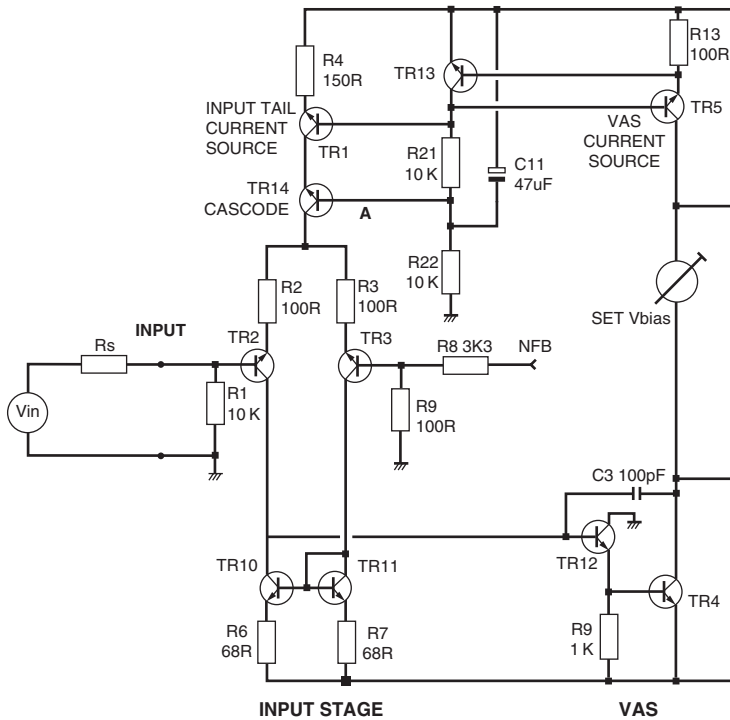 R13
100R
R4
150R
TR13
INPUT TAIL
CURRENT
SOURCE
TR1
VAS
CURRENT
SOURCE
TR5
R21
10 K
C11
47uF
TR14
CASCODE
A
R22
10 K
R2
100R
R3
100R
SET Vbias
INPUT
TR2
TR3
R8 3K3
NFB
Rs
R1
10 K
R9
100R
Vin
C3 100pF
TR12
TR10
TR11
TR4
R6
68R
R7
68R
R9
1 K
INPUT STAGE
VAS